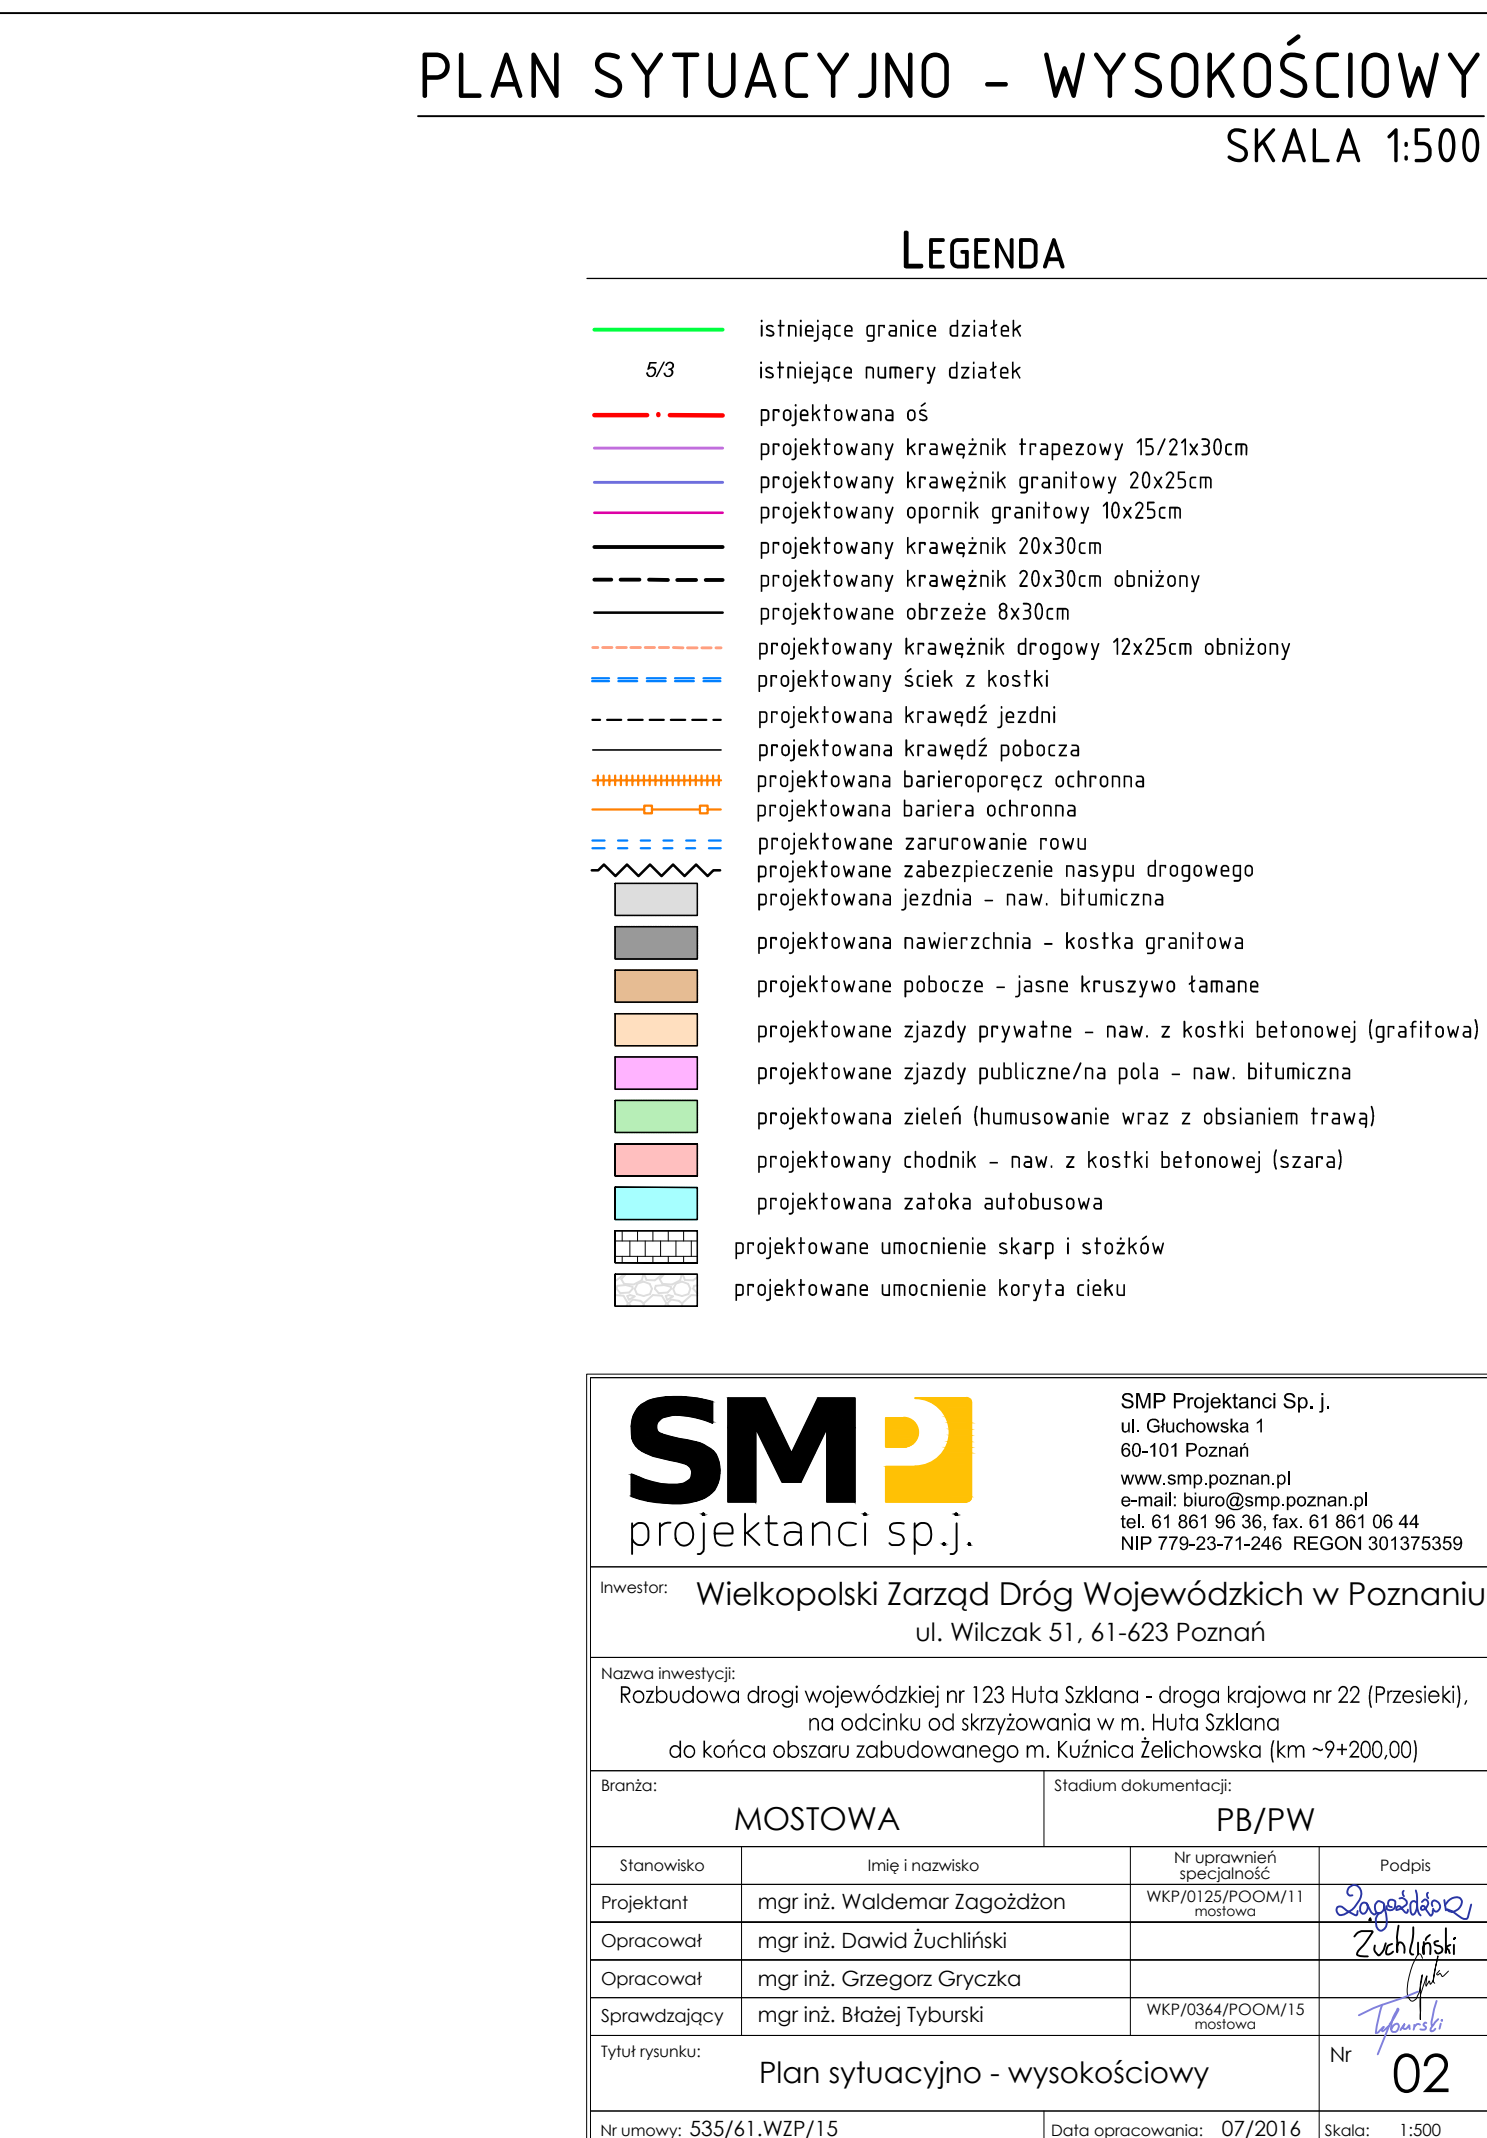 PLAN SYTUACYJNO - WYSOKOŚCIOWY
SKALA 1:500
LEGENDA
istniejące granice działek
5/3 istniejące numery działek
projektowana oś
projektowany krawężnik trapezowy 15/21x30cm
projektowany krawężnik granitowy 20x25cm
projektowany opornik granitowy 10x25cm
projektowany krawężnik 20x30cm
projektowany krawężnik 20x30cm obniżony
projektowane obrzeże 8x30cm
projektowany krawężnik drogowy 12x25cm obniżony
projektowany ściek z kostki
projektowana krawędź jezdni
projektowana krawędź pobocza
projektowana barieroporęcz ochronna
projektowana bariera ochronna
projektowane zarurowanie rowu
projektowane zabezpieczenie nasypu drogowego
projektowana jezdnia - naw. bitumiczna
projektowana nawierzchnia - kostka granitowa
projektowane pobocze - jasne kruszywo łamane
projektowane zjazdy prywatne - naw. z kostki betonowej (grafitowa)
projektowane zjazdy publiczne/na pola - naw. bitumiczna
projektowana zieleń (humusowanie wraz z obsianiem trawą)
projektowany chodnik - naw. z kostki betonowej (szara)
projektowana zatoka autobusowa
projektowane umocnienie skarp i stożków
projektowane umocnienie koryta cieku
SMP
projektanci sp.j.
SMP Projektanci Sp. j.
ul. Głuchowska 1
60-101 Poznań
www.smp.poznan.pl
e-mail: biuro@smp.poznan.pl
tel. 61 861 96 36, fax. 61 861 06 44
NIP 779-23-71-246 REGON 301375359
Inwestor: Wielkopolski Zarząd Dróg Wojewódzkich w Poznaniu
ul. Wilczak 51, 61-623 Poznań
Nazwa inwestycji:
Rozbudowa drogi wojewódzkiej nr 123 Huta Szklana - droga krajowa nr 22 (Przesieki),
na odcinku od skrzyżowania w m. Huta Szklana
do końca obszaru zabudowanego m. Kuźnica Żelichowska (km ~9+200,00)
Branża: Stadium dokumentacji:
MOSTOWA PB/PW
Stanowisko Imię i nazwisko Nr uprawnień specjalność Podpis
Projektant mgr inż. Waldemar Zagożdżon WKP/0125/POOM/11 mostowa Zagożdżon
Opracował mgr inż. Dawid Żuchliński Żuchliński
Opracował mgr inż. Grzegorz Gryczka
Sprawdzający mgr inż. Błażej Tyburski WKP/0364/POOM/15 mostowa Tyburski
Tytuł rysunku: Plan sytuacyjno - wysokościowy Nr 02
Nr umowy: 535/61.WZP/15 Data opracowania: 07/2016 Skala: 1:500